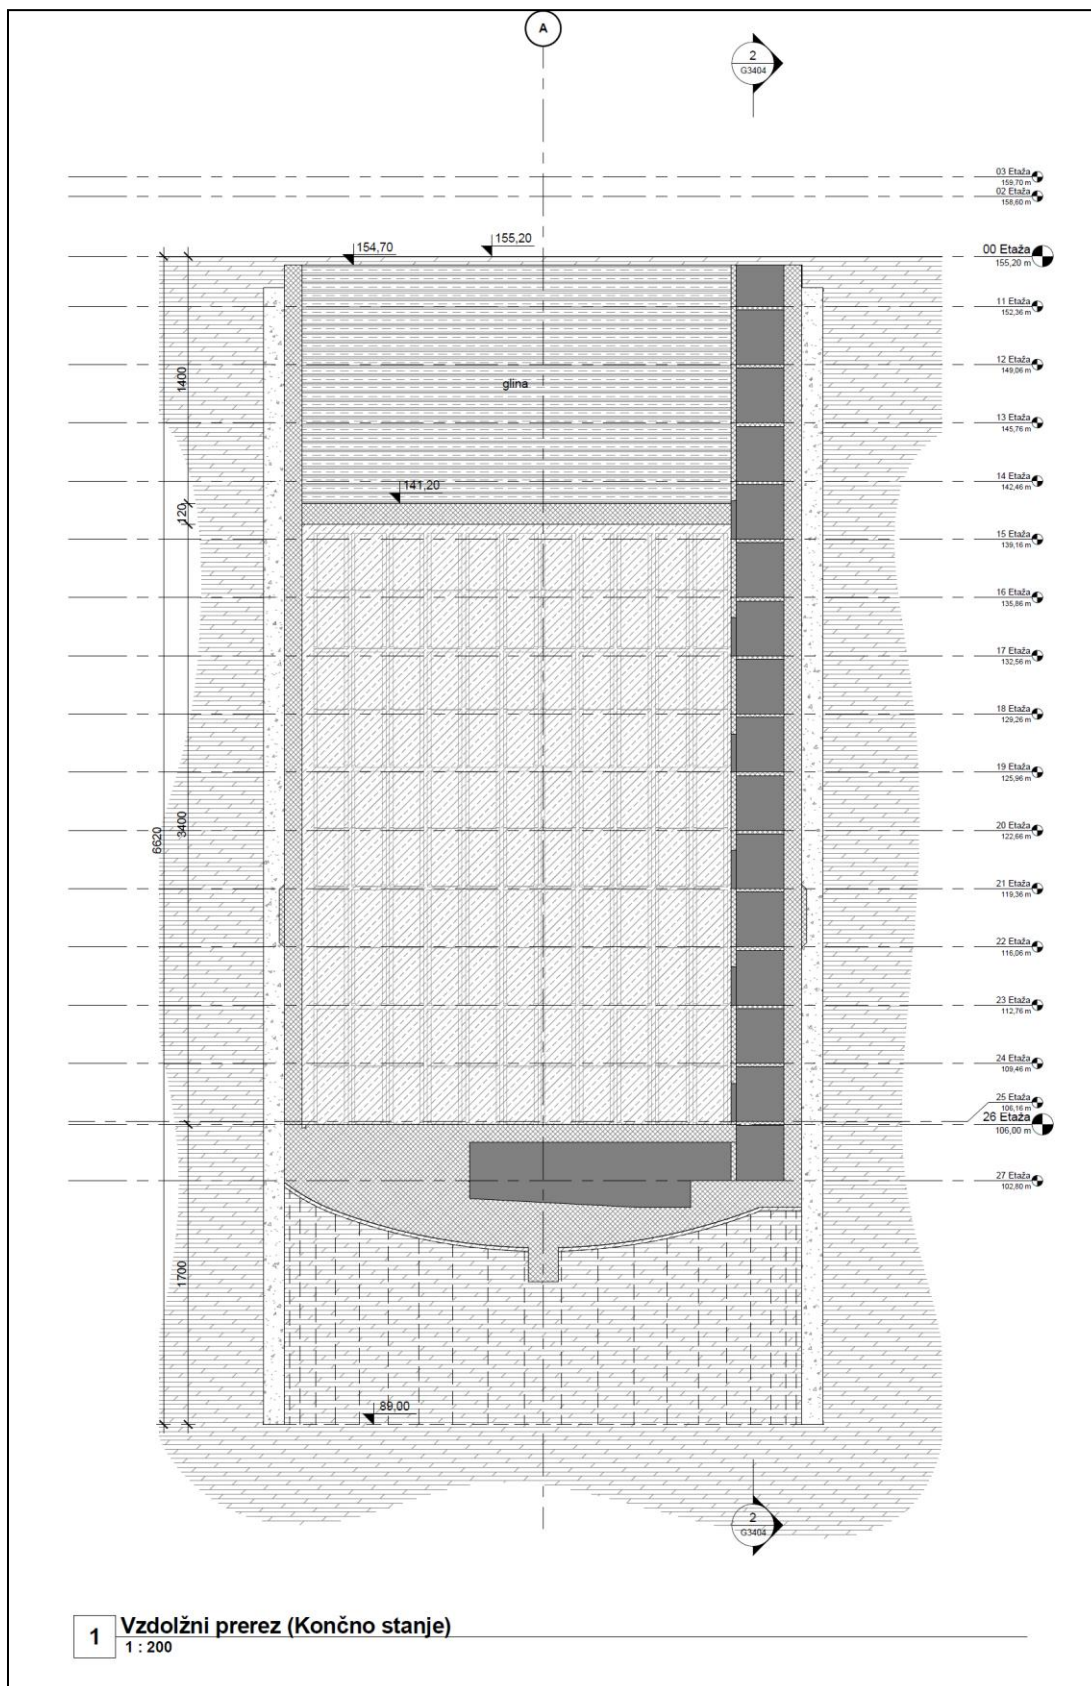 A
2
G3404
03 Etaža
159,70 m
02 Etaža
158,60 m
154,70
155,20
00 Etaža
155,20 m
11 Etaža
152,36 m
12 Etaža
149,06 m
1400
glina
13 Etaža
145,76 m
14 Etaža
142,46 m
141,20
120
15 Etaža
139,16 m
16 Etaža
135,86 m
17 Etaža
132,56 m
18 Etaža
129,26 m
19 Etaža
125,96 m
6620
3400
20 Etaža
122,66 m
21 Etaža
119,36 m
22 Etaža
116,06 m
23 Etaža
112,76 m
24 Etaža
109,46 m
25 Etaža
106,16 m
26 Etaža
106,00 m
27 Etaža
102,80 m
1700
89,00
2
G3404
1
Vzdolžni prerez (Končno stanje)
1 : 200